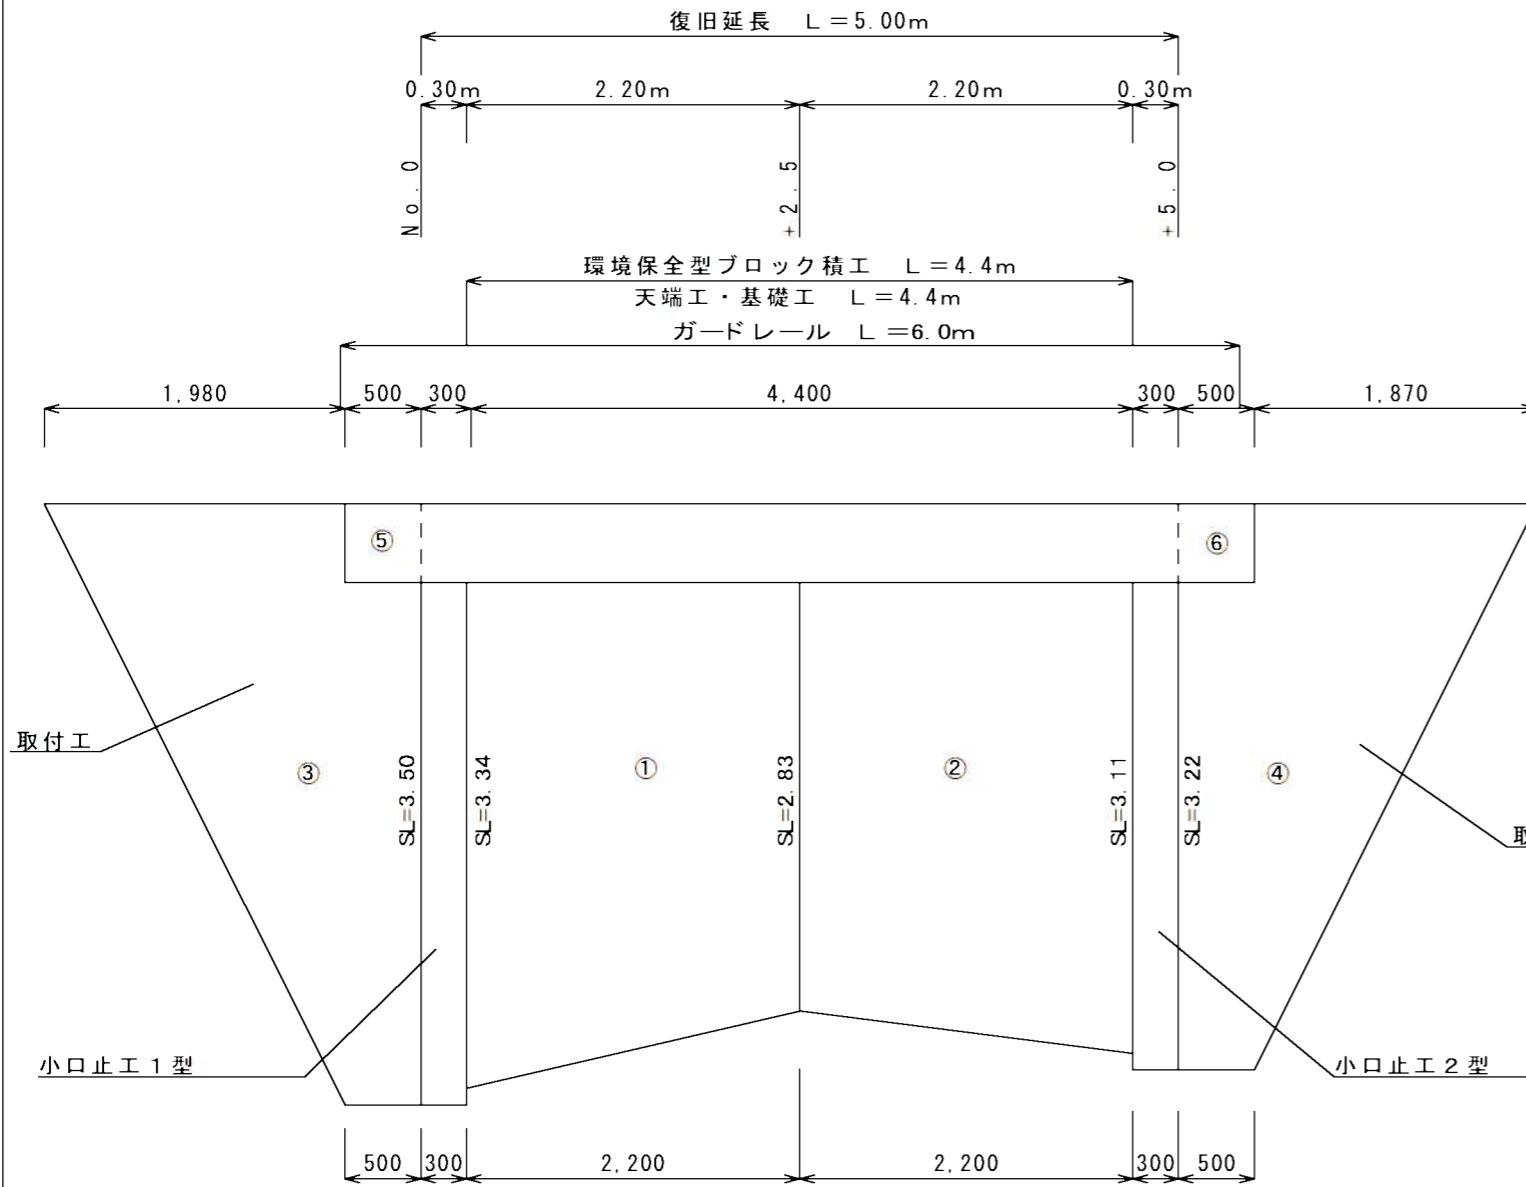 復旧延長 L=5.00m
0.30m 2.20m 2.20m 0.30m
No.0 +2.5 +5.0
環境保全型ブロック積工 L=4.4m
天端工・基礎工 L=4.4m
ガードレール L=6.0m
1,980 500 300 4,400 300 500 1,870
⑤ ⑥
取付工
③ SL=3.50 SL=3.34 ① SL=2.83 ② SL=3.11 SL=3.22 ④
取
小口止工1型 小口止工2型
500 300 2,200 2,200 300 500